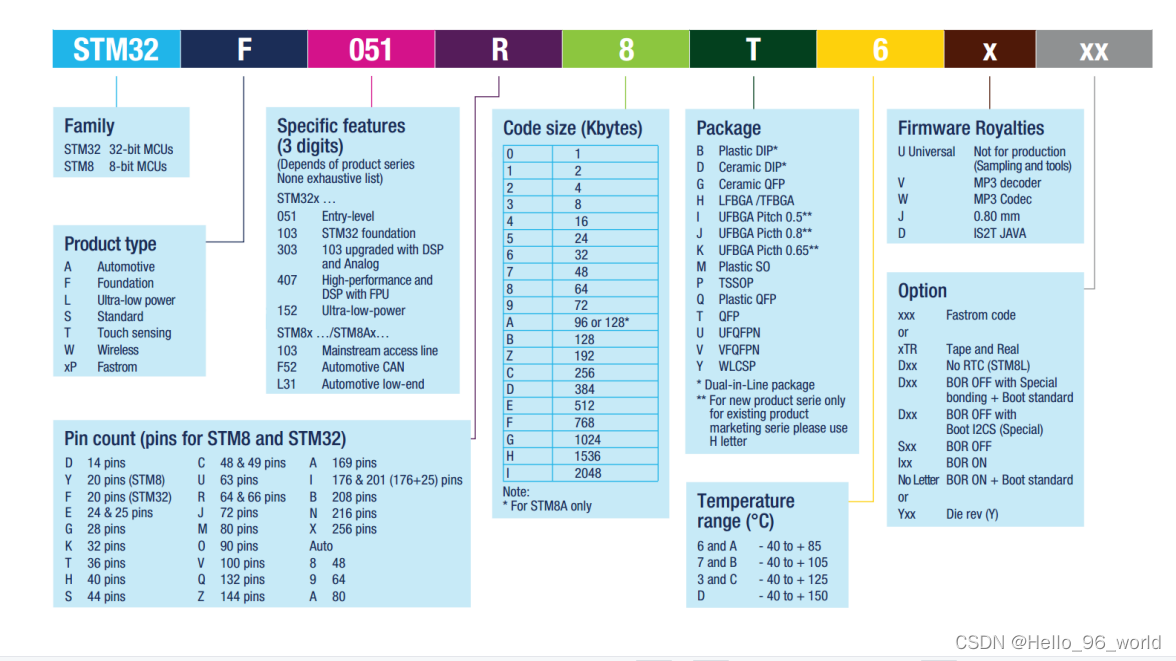 STM32 F 051 R 8 T 6 x xx
Family
STM32 32-bit MCUs
STM8 8-bit MCUs
Product type
A Automotive
F Foundation
L Ultra-low power
S Standard
T Touch sensing
W Wireless
xP Fastrom
Specific features
(3 digits)
(Depends of product series
None exhaustive list)
STM32x ...
051 Entry-level
103 STM32 foundation
303 103 upgraded with DSP
and Analog
407 High-performance and
DSP with FPU
152 Ultra-low-power
STM8x .../STM8Ax...
103 Mainstream access line
F52 Automotive CAN
L31 Automotive low-end
Pin count (pins for STM8 and STM32)
D 14 pins
Y 20 pins (STM8)
F 20 pins (STM32)
E 24 & 25 pins
G 28 pins
K 32 pins
T 36 pins
H 40 pins
S 44 pins
C 48 & 49 pins
U 63 pins
R 64 & 66 pins
J 72 pins
M 80 pins
O 90 pins
V 100 pins
Q 132 pins
Z 144 pins
A 169 pins
I 176 & 201 (176+25) pins
B 208 pins
N 216 pins
X 256 pins
Auto
8 48
9 64
A 80
Code size (Kbytes)
0 1
1 2
2 4
3 8
4 16
5 24
6 32
7 48
8 64
9 72
A 96 or 128*
B 128
Z 192
C 256
D 384
E 512
F 768
G 1024
H 1536
I 2048
Note:
* For STM8A only
Package
B Plastic DIP*
D Ceramic DIP*
G Ceramic QFP
H LFBGA /TFBGA
I UFBGA Pitch 0.5**
J UFBGA Picth 0.8**
K UFBGA Picth 0.65**
M Plastic SO
P TSSOP
Q Plastic QFP
T QFP
U UFQFPN
V VFQFPN
Y WLCSP
* Dual-in-Line package
** For new product serie only
for existing product
marketing serie please use
H letter
Temperature
range (°C)
6 and A - 40 to + 85
7 and B - 40 to + 105
3 and C - 40 to + 125
D - 40 to + 150
Firmware Royalties
U Universal Not for production
(Sampling and tools)
V MP3 decoder
W MP3 Codec
J 0.80 mm
D IS2T JAVA
Option
xxx Fastrom code
or
xTR Tape and Real
Dxx No RTC (STM8L)
Dxx BOR OFF with Special
bonding + Boot standard
Dxx BOR OFF with
Boot I2CS (Special)
Sxx BOR OFF
Ixx BOR ON
No Letter BOR ON + Boot standard
or
Yxx Die rev (Y)
CSDN @Hello_96_world